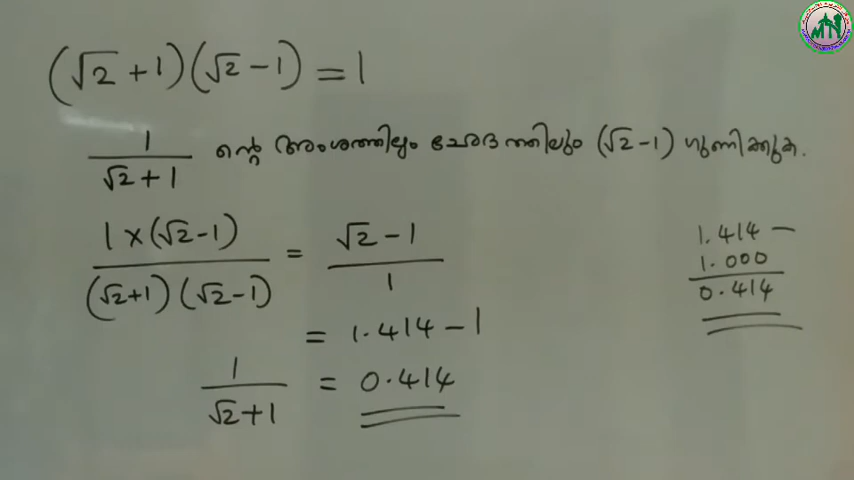 (√2 + 1)(√2 - 1) = 1
1/(√2 + 1) ന്റെ അംശത്തിലും ഛേദത്തിലും (√2 - 1) ഗുണിക്കുക.
1 × (√2 - 1)/(√2+1)(√2-1) = √2 - 1/1
= 1.414 - 1
1/(√2+1) = 0.414
1.414 -
1.000
0.414